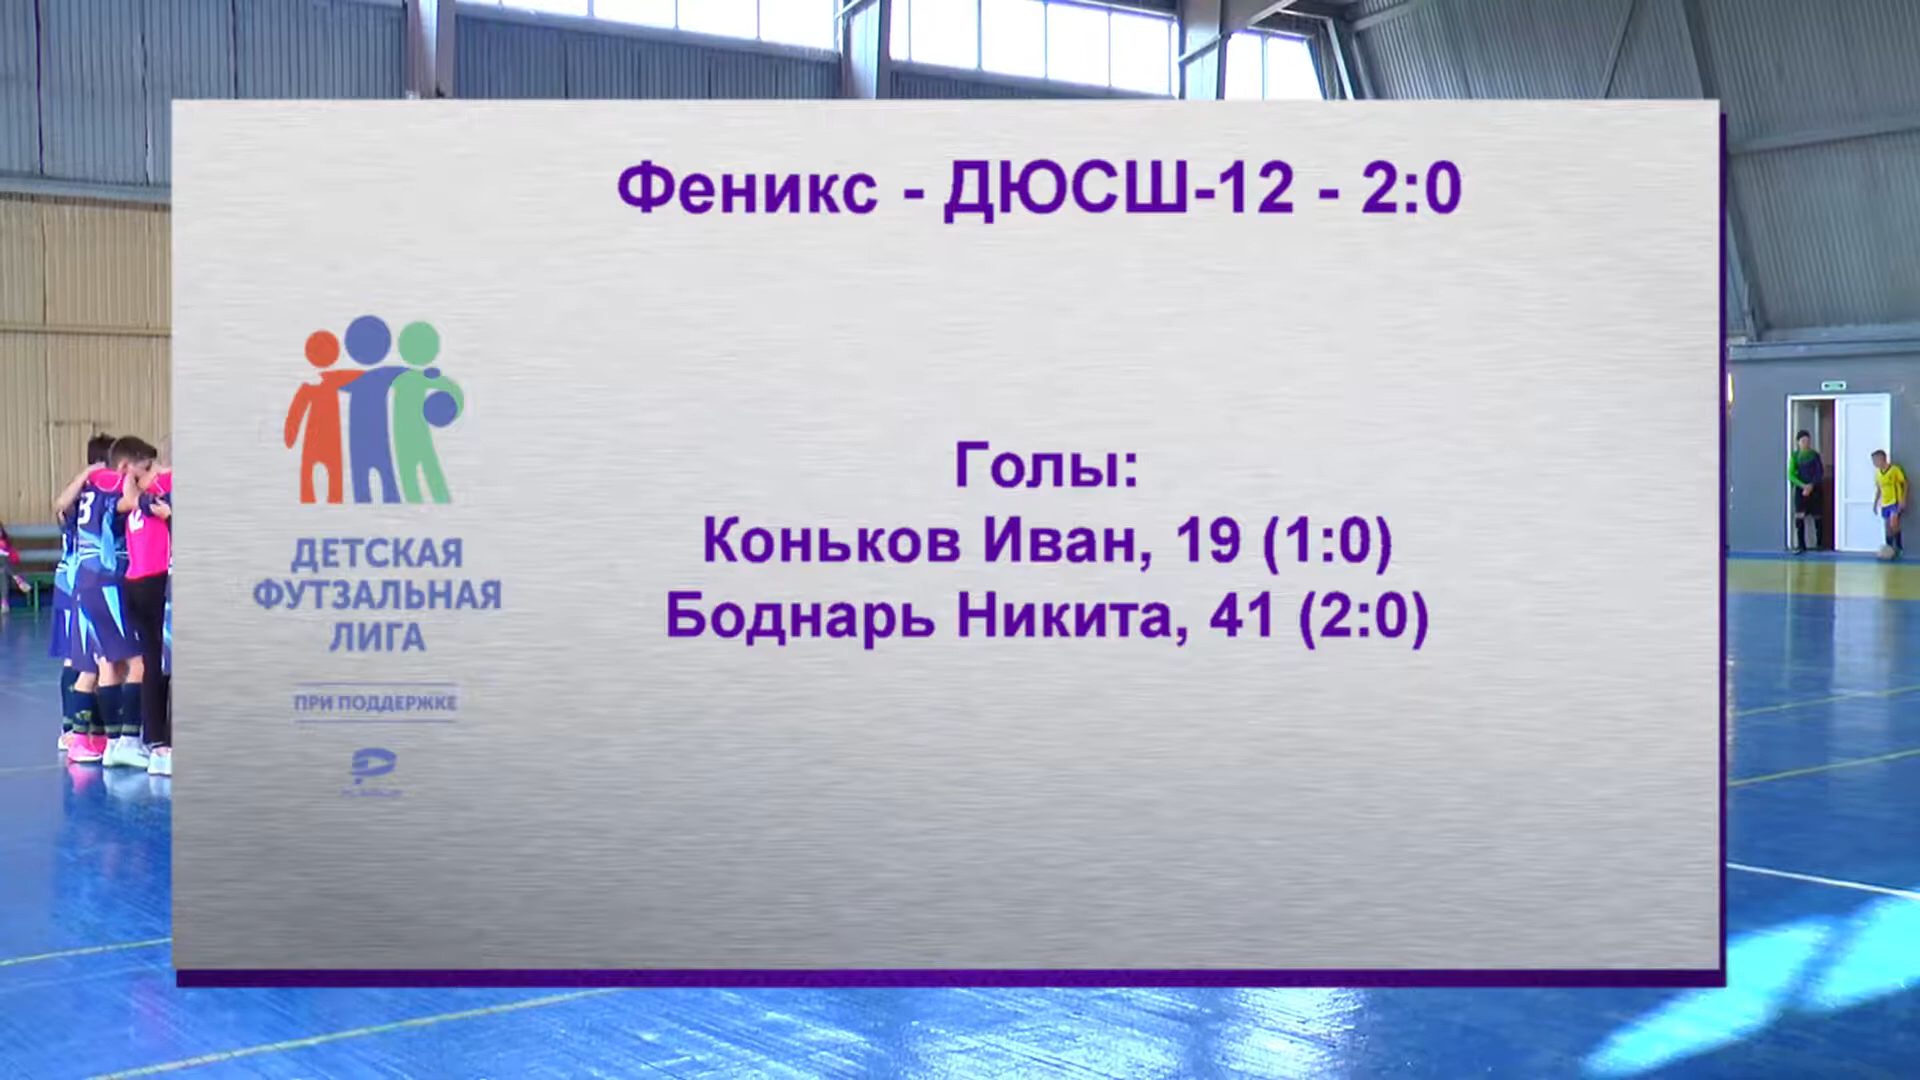 Феникс - ДЮСШ-12 - 2:0
Голы:
Коньков Иван, 19 (1:0)
Боднарь Никита, 41 (2:0)
ДЕТСКАЯ
ФУТЗАЛЬНАЯ
ЛИГА
ПРИ ПОДДЕРЖКЕ